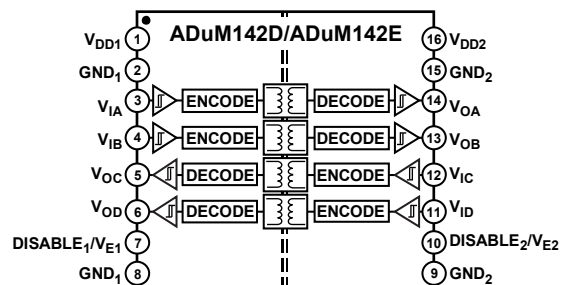 ADuM142D/ADuM142E
VDD1 1 16 VDD2
GND1 2 15 GND2
VIA 3 ENCODE DECODE 14 VOA
VIB 4 ENCODE DECODE 13 VOB
VOC 5 DECODE ENCODE 12 VIC
VOD 6 DECODE ENCODE 11 VID
DISABLE1/VE1 7 10 DISABLE2/VE2
GND1 8 9 GND2